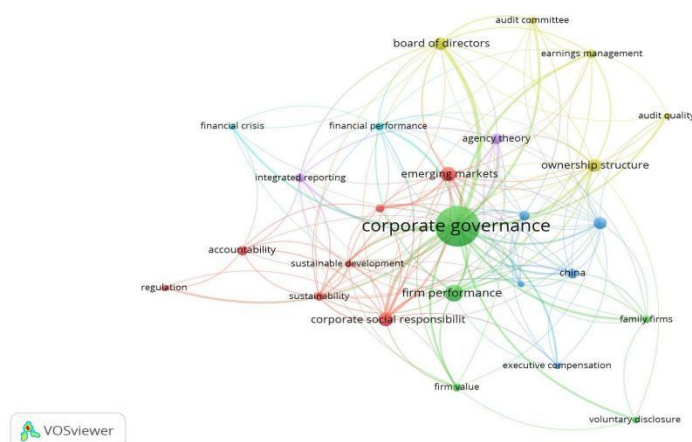 audit committee
board of directors
earnings management
audit quality
financial crisis
financial performance
agency theory
ownership structure
emerging markets
integrated reporting
corporate governance
accountability
sustainable development
china
regulation
sustainability
firm performance
corporate social responsibilit
family firms
executive compensation
firm value
voluntary disclosure
VOSviewer